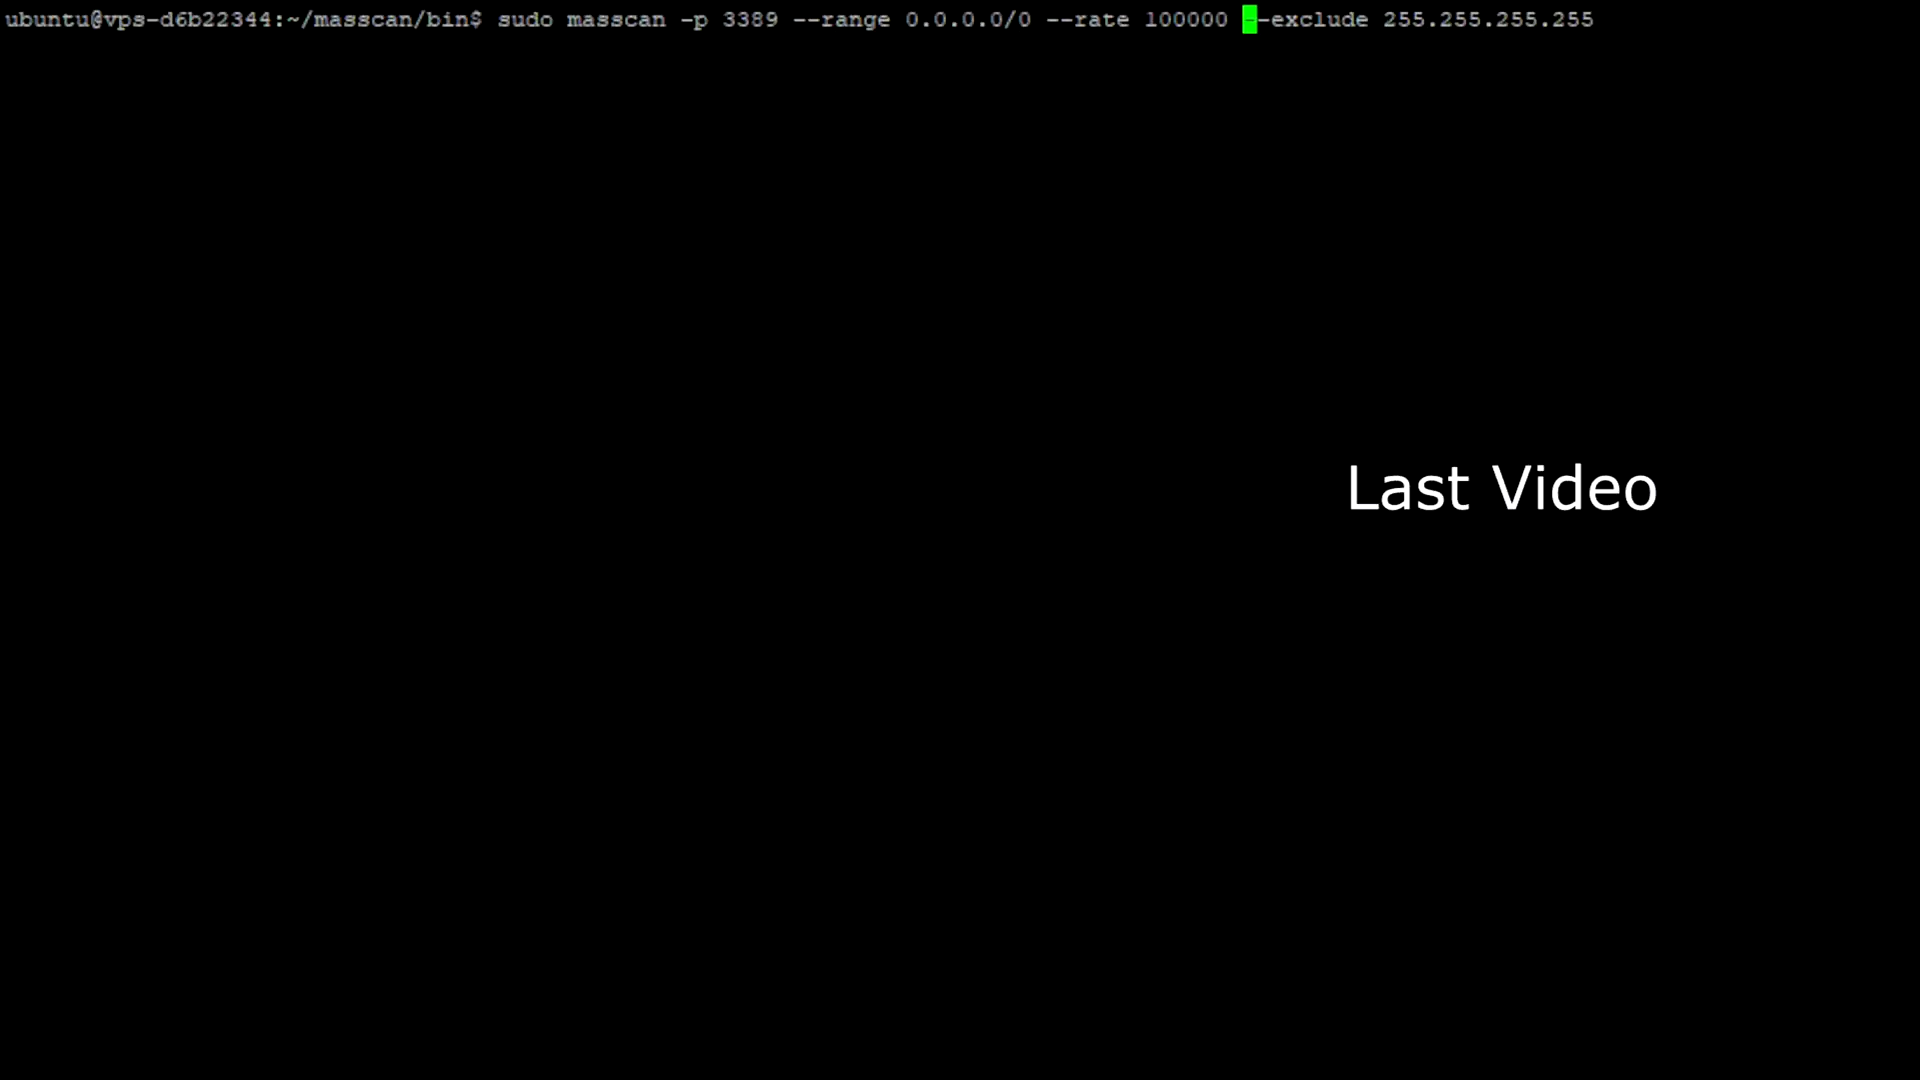 ubuntu@vps-d6b22344:~/masscan/bin$ sudo masscan -p 3389 --range 0.0.0.0/0 --rate 100000 --exclude 255.255.255.255
Last Video